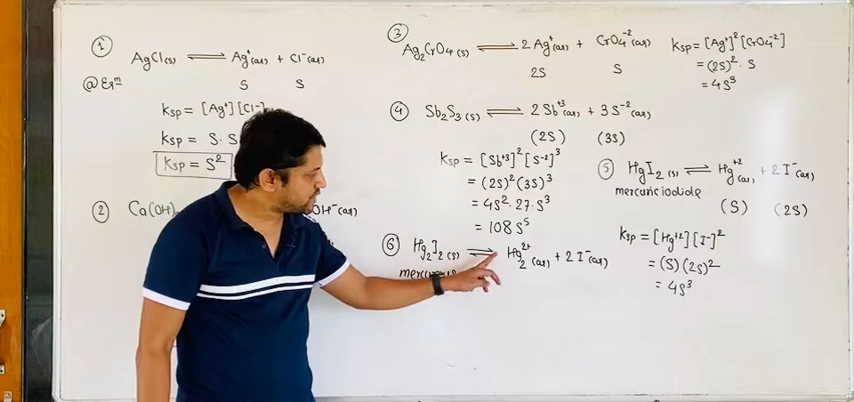 ① AgCl(s) ⇌ Ag⁺(aq) + Cl⁻(aq)
@Eqᵐ S S
Ksp = [Ag⁺][Cl⁻]
Ksp = S · S
Ksp = S²
② Ca(OH) OH⁻(aq)
③ Ag₂CrO₄(s) ⇌ 2Ag⁺(aq) + CrO₄⁻²(aq)
2S S
Ksp = [Ag⁺]²[CrO₄⁻²]
= (2S)² · S
= 4S³
④ Sb₂S₃(s) ⇌ 2Sb⁺³(aq) + 3S⁻²(aq)
(2S) (3S)
Ksp = [Sb⁺³]²[S⁻²]³
= (2S)²(3S)³
= 4S² · 27 · S³
= 108 S⁵
⑤ HgI₂(s) ⇌ Hg⁺²(aq) + 2I⁻(aq)
mercuric iodide
(S) (2S)
Ksp = [Hg⁺²][I⁻]²
= (S)(2S)²
= 4S³
⑥ Hg₂I₂(s) ⇌ Hg₂²⁺(aq) + 2I⁻(aq)